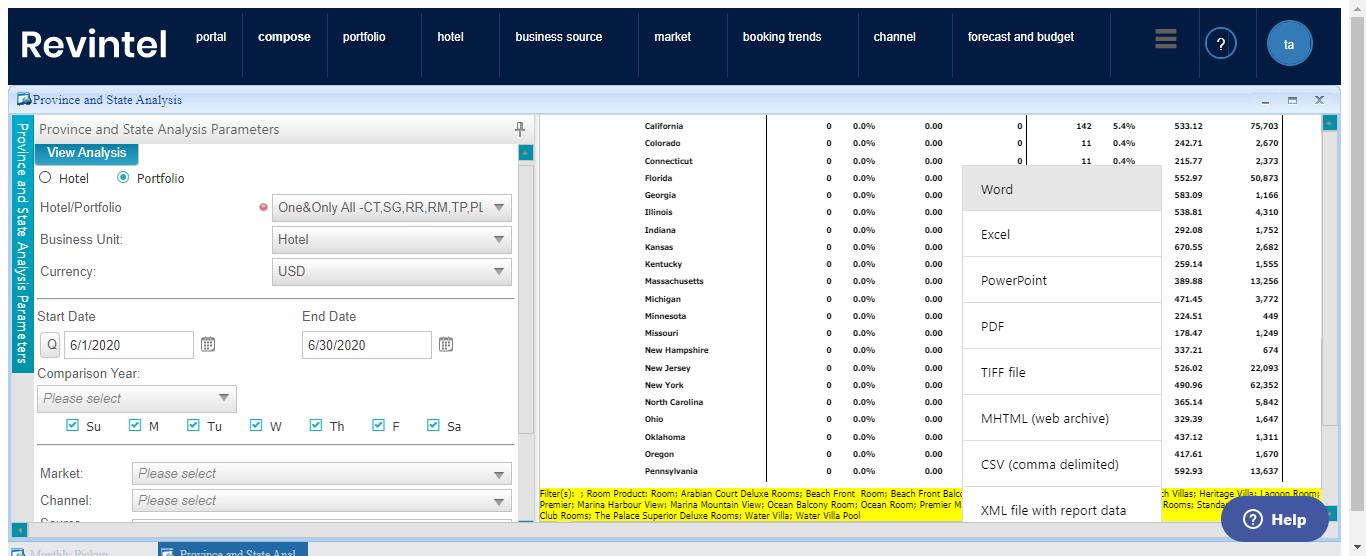 Revintel portal compose portfolio hotel business source market booking trends channel forecast and budget ? ta
Province and State Analysis
Province and State Analysis Parameters
Province and State Analysis Parameters
View Analysis
Hotel Portfolio
Hotel/Portfolio One&Only All -CT,SG,RR,RM,TP,PL
Business Unit: Hotel
Currency: USD
Start Date End Date
Q 6/1/2020 6/30/2020
Comparison Year:
Please select
Su M Tu W Th F Sa
Market: Please select
Channel: Please select
California 0 0.0% 0.00 0 142 5.4% 533.12 75,703
Colorado 0 0.0% 0.00 0 11 0.4% 242.71 2,670
Connecticut 0 0.0% 0.00 0 11 0.4% 215.77 2,373
Florida 0 0.0% 0.00 552.97 50,873
Georgia 0 0.0% 0.00 583.09 1,166
Illinois 0 0.0% 0.00 538.81 4,310
Indiana 0 0.0% 0.00 292.08 1,752
Kansas 0 0.0% 0.00 670.55 2,682
Kentucky 0 0.0% 0.00 259.14 1,555
Massachusetts 0 0.0% 0.00 389.88 13,256
Michigan 0 0.0% 0.00 471.45 3,772
Minnesota 0 0.0% 0.00 224.51 449
Missouri 0 0.0% 0.00 178.47 1,249
New Hampshire 0 0.0% 0.00 337.21 674
New Jersey 0 0.0% 0.00 526.02 22,093
New York 0 0.0% 0.00 490.96 62,352
North Carolina 0 0.0% 0.00 365.14 5,842
Ohio 0 0.0% 0.00 329.39 1,647
Oklahoma 0 0.0% 0.00 437.12 1,311
Oregon 0 0.0% 0.00 417.61 1,670
Pennsylvania 0 0.0% 0.00 592.93 13,637
Word
Excel
PowerPoint
PDF
TIFF file
MHTML (web archive)
CSV (comma delimited)
XML file with report data
Filter(s): ; Room Product: Room; Arabian Court Deluxe Rooms; Beach Front Room; Beach Front Balc Villas; Heritage Villa; Lagoon Room;
Premier; Marina Harbour View; Marina Mountain View; Ocean Balcony Room; Ocean Room; Premier M Rooms;
Club Rooms; The Palace Superior Deluxe Rooms; Water Villa; Water Villa Pool
Help
Monthly Pickup Province and State Anal